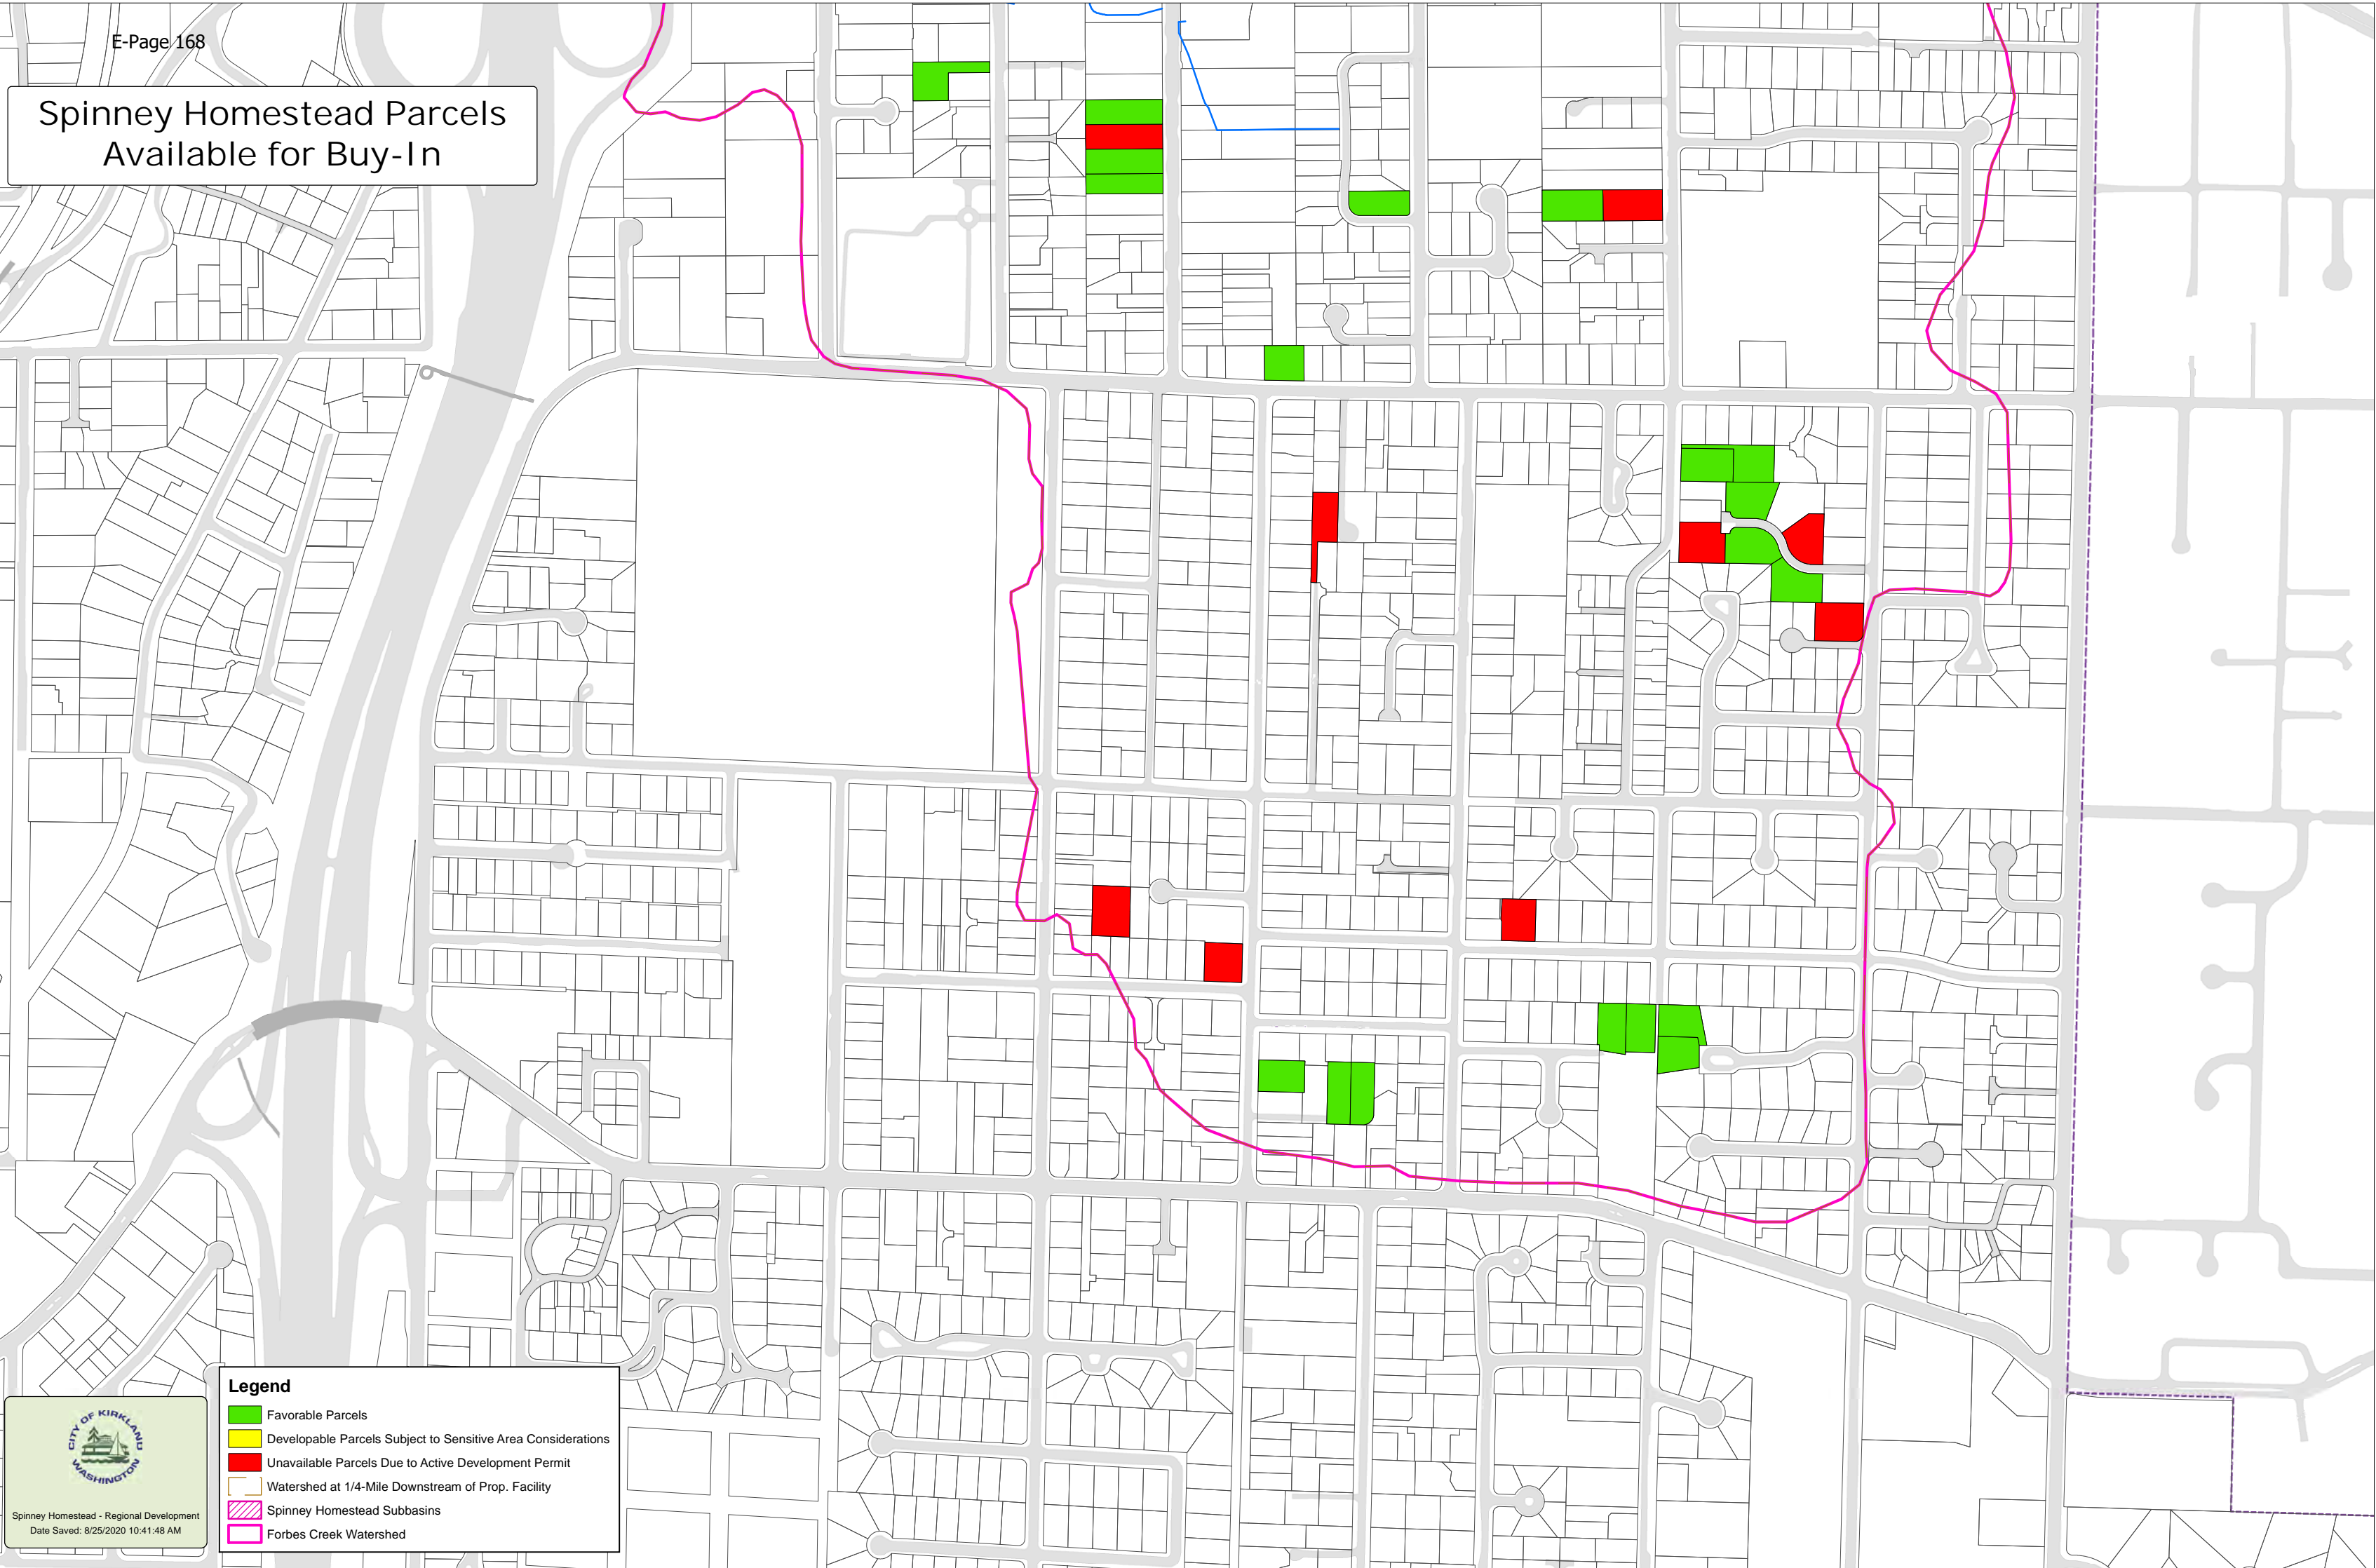 E-Page 168
Spinney Homestead Parcels
Available for Buy-In
Legend
Favorable Parcels
Developable Parcels Subject to Sensitive Area Considerations
Unavailable Parcels Due to Active Development Permit
Watershed at 1/4-Mile Downstream of Prop. Facility
Spinney Homestead Subbasins
Forbes Creek Watershed
CITY OF KIRKLAND
WASHINGTON
Spinney Homestead - Regional Development
Date Saved: 8/25/2020 10:41:48 AM